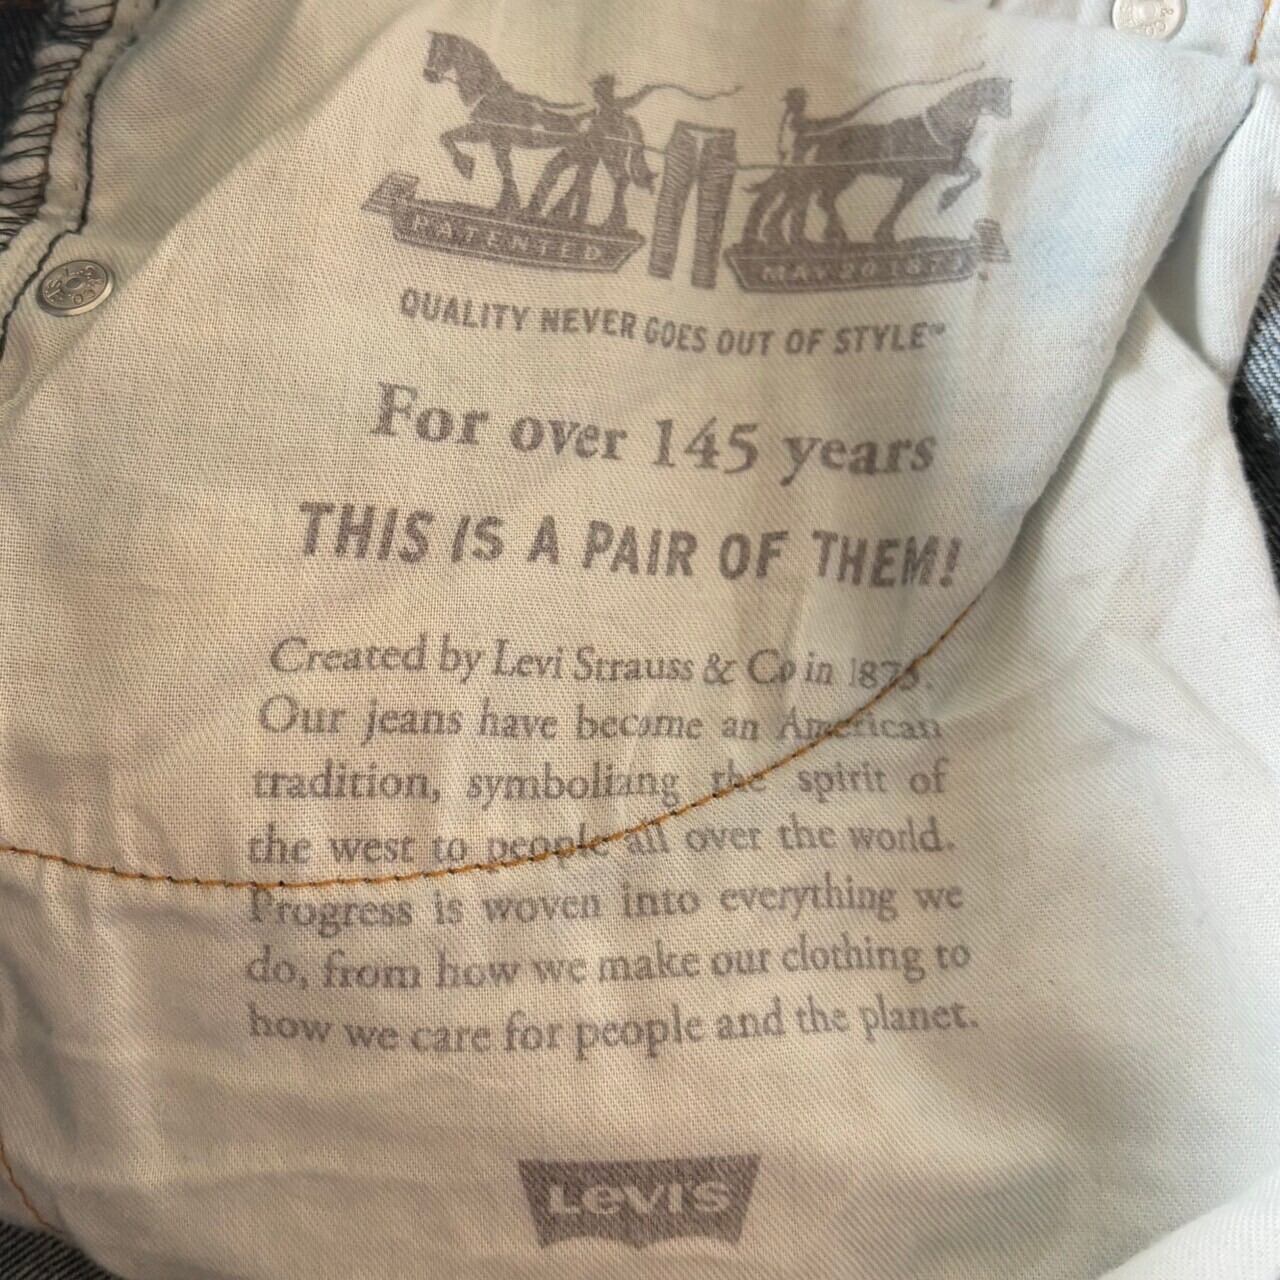 PATENTED
MAY 20 1873
QUALITY NEVER GOES OUT OF STYLE™
For over 145 years
THIS IS A PAIR OF THEM!
Created by Levi Strauss & Co in 1873.
Our jeans have become an American
tradition, symbolizing the spirit of
the west to people all over the world.
Progress is woven into everything we
do, from how we make our clothing to
how we care for people and the planet.
LEVI'S